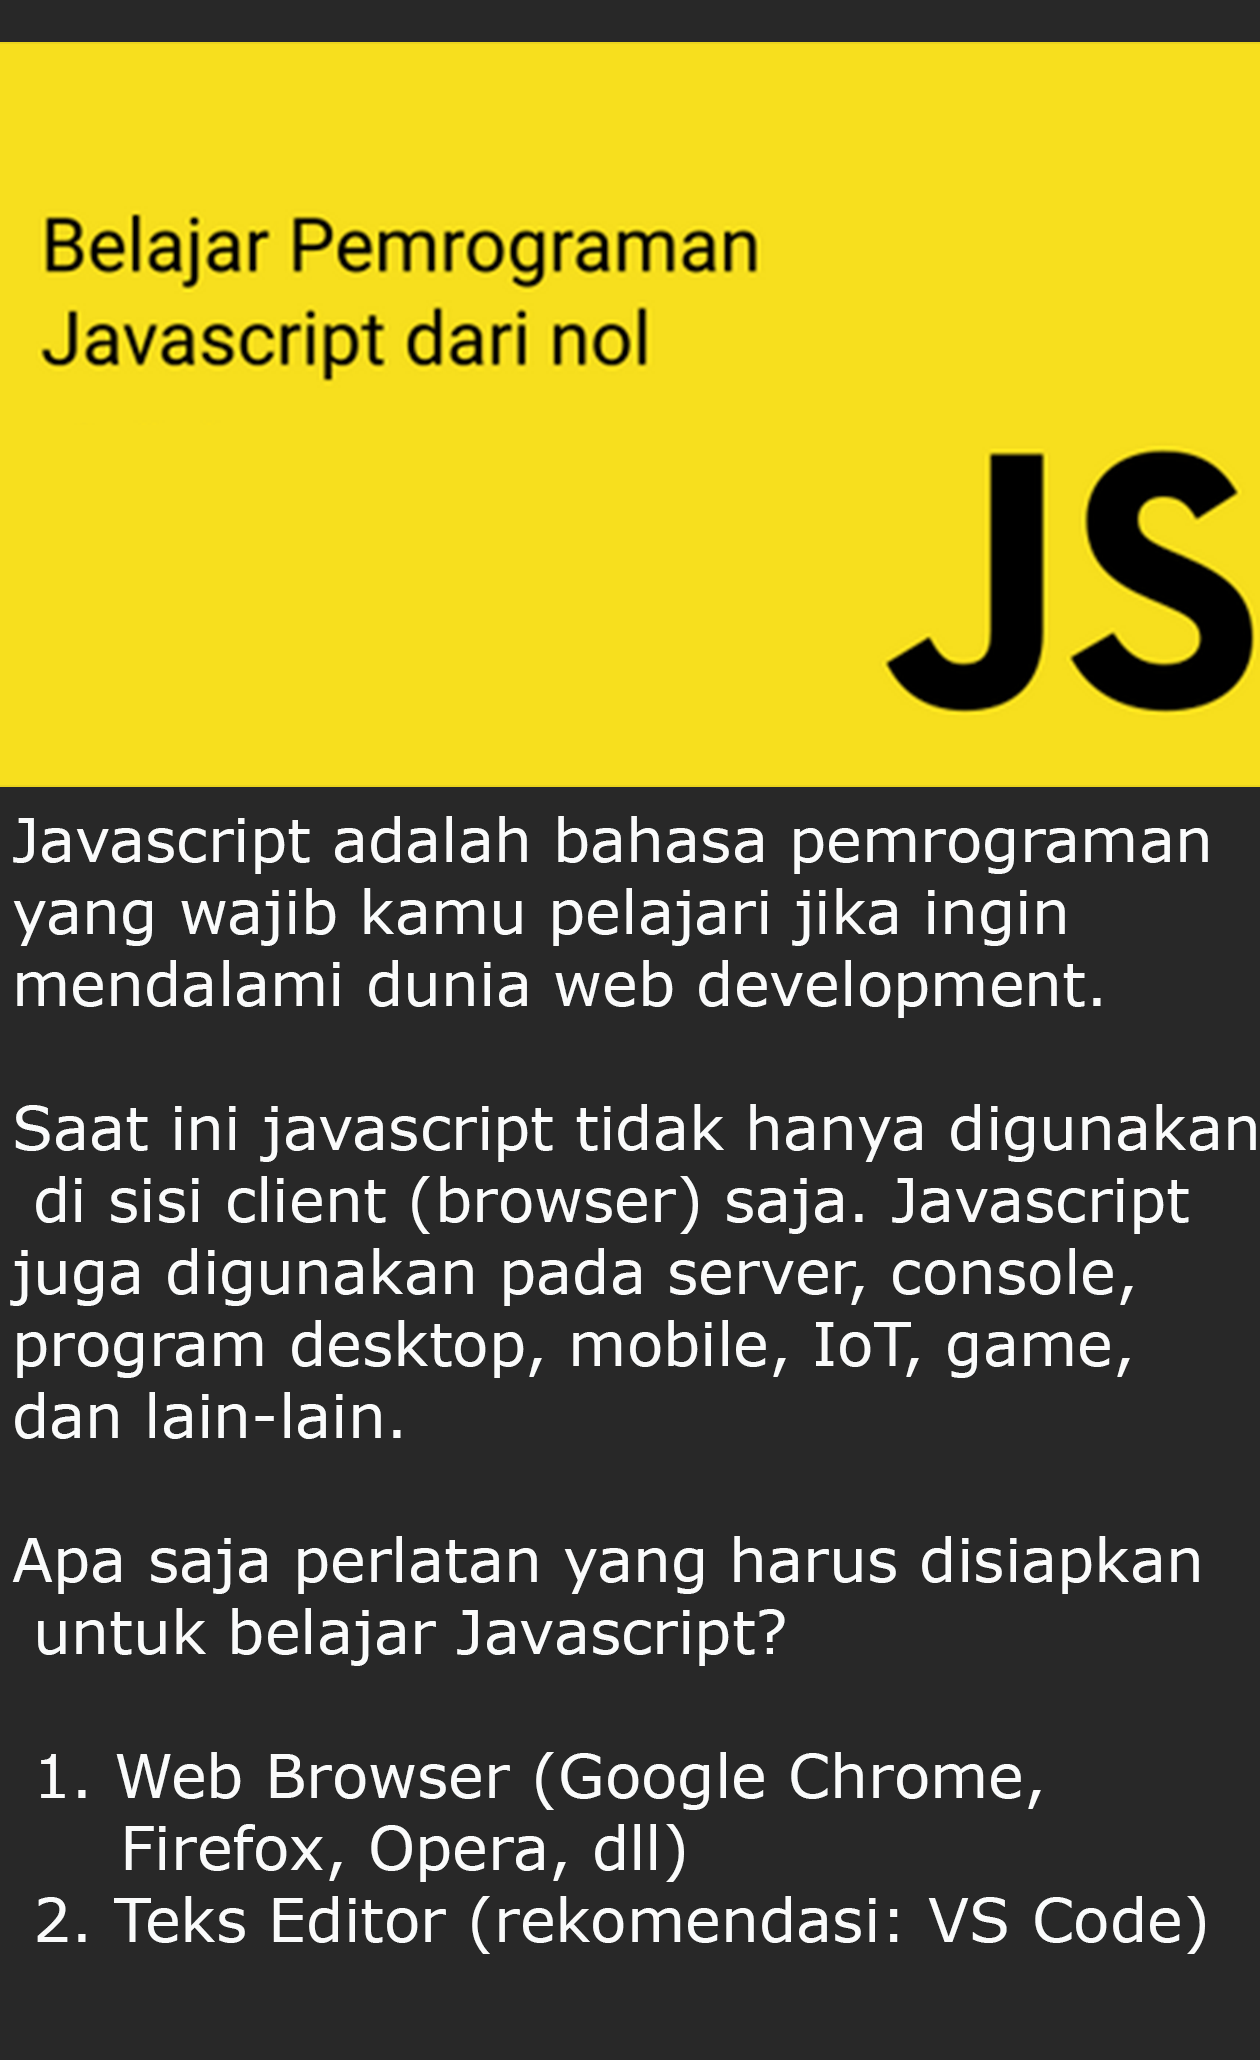 Belajar Pemrograman
Javascript dari nol
JS
Javascript adalah bahasa pemrograman
yang wajib kamu pelajari jika ingin
mendalami dunia web development.
Saat ini javascript tidak hanya digunakan
di sisi client (browser) saja. Javascript
juga digunakan pada server, console,
program desktop, mobile, IoT, game,
dan lain-lain.
Apa saja perlatan yang harus disiapkan
untuk belajar Javascript?
1. Web Browser (Google Chrome,
Firefox, Opera, dll)
2. Teks Editor (rekomendasi: VS Code)